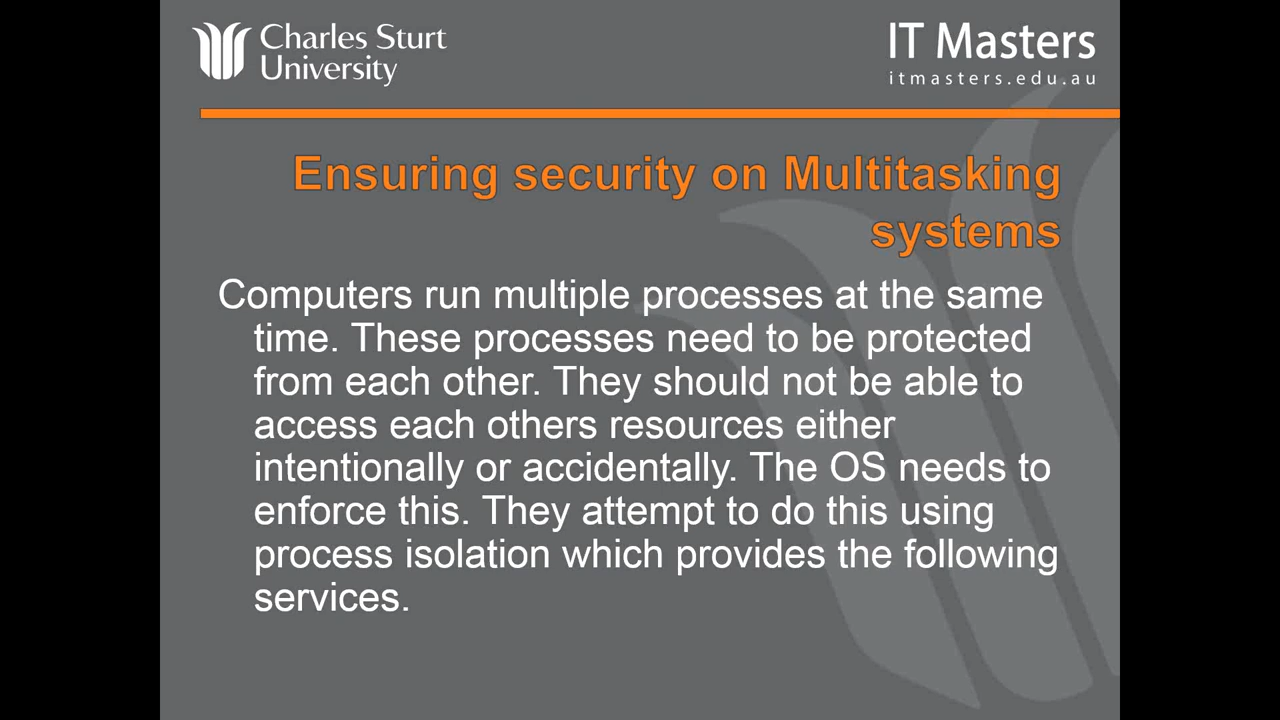 Charles Sturt
University
IT Masters
itmasters.edu.au
Ensuring security on Multitasking
systems
Computers run multiple processes at the same
time. These processes need to be protected
from each other. They should not be able to
access each others resources either
intentionally or accidentally. The OS needs to
enforce this. They attempt to do this using
process isolation which provides the following
services.